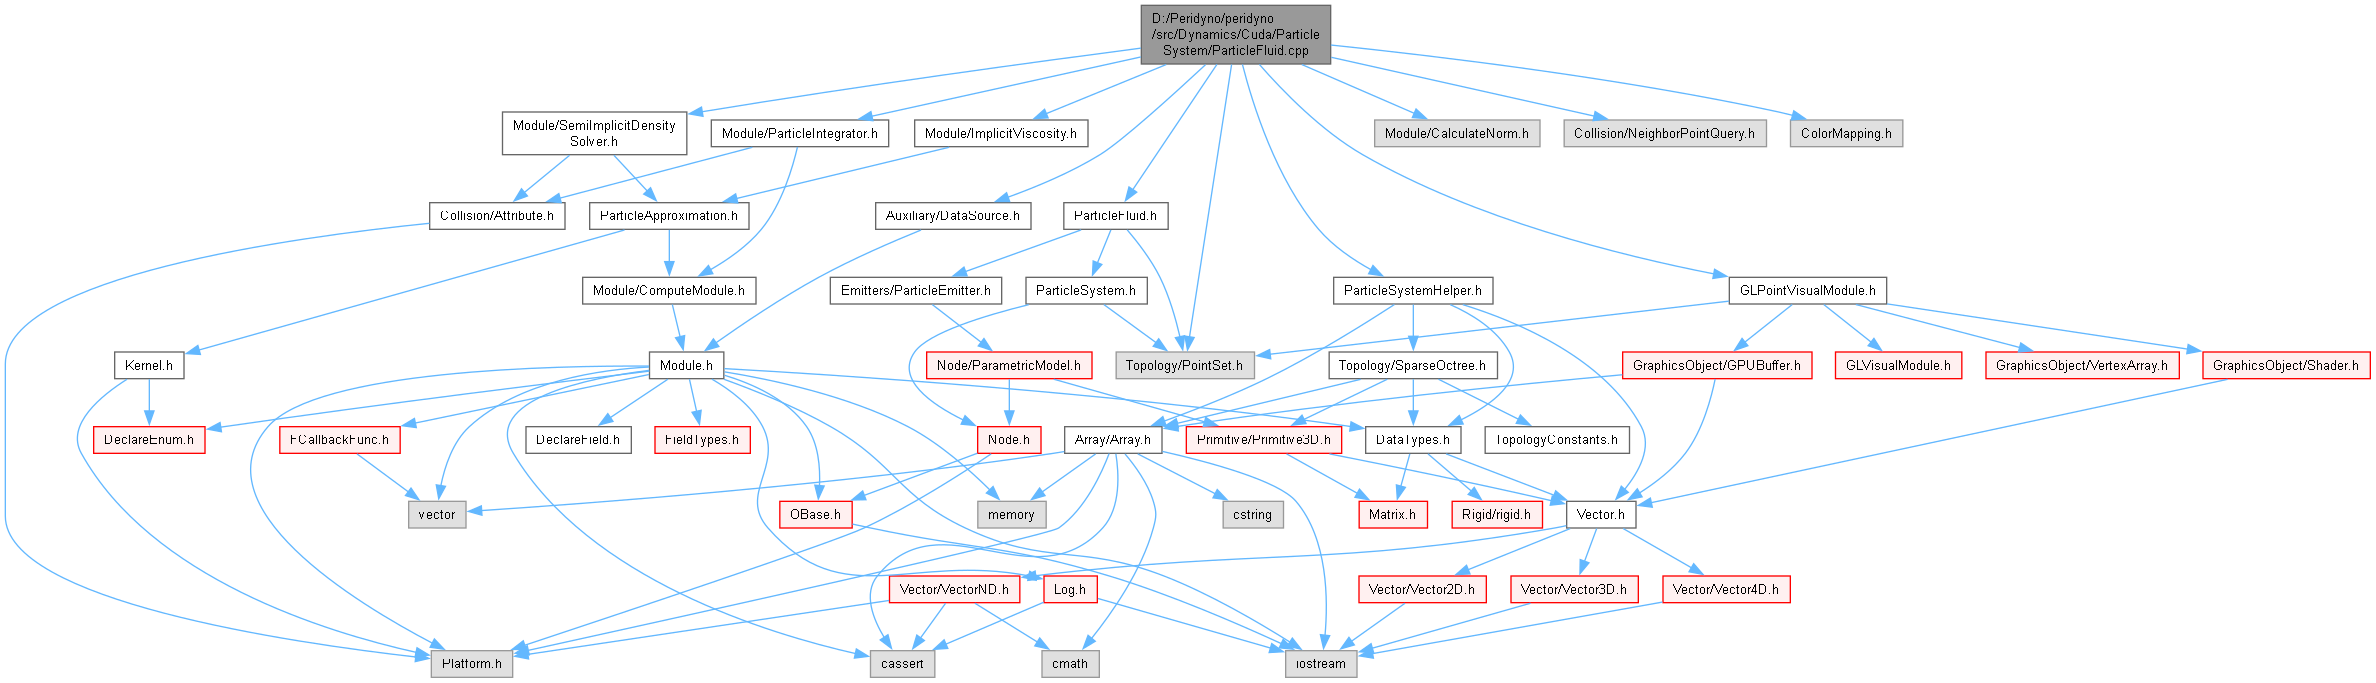 D:/Peridyno/peridyno
/src/Dynamics/Cuda/Particle
System/ParticleFluid.cpp
Module/SemiImplicitDensity
Solver.h
Module/ParticleIntegrator.h
Module/ImplicitViscosity.h
Module/CalculateNorm.h
Collision/NeighborPointQuery.h
ColorMapping.h
Collision/Attribute.h
ParticleApproximation.h
Auxiliary/DataSource.h
ParticleFluid.h
Module/ComputeModule.h
Emitters/ParticleEmitter.h
ParticleSystem.h
ParticleSystemHelper.h
GLPointVisualModule.h
Kernel.h
Module.h
Node/ParametricModel.h
Topology/PointSet.h
Topology/SparseOctree.h
GraphicsObject/GPUBuffer.h
GLVisualModule.h
GraphicsObject/VertexArray.h
GraphicsObject/Shader.h
DeclareEnum.h
FCallbackFunc.h
DeclareField.h
FieldTypes.h
Node.h
Array/Array.h
Primitive/Primitive3D.h
DataTypes.h
TopologyConstants.h
vector
OBase.h
memory
cstring
Matrix.h
Rigid/rigid.h
Vector.h
Vector/VectorND.h
Log.h
Vector/Vector2D.h
Vector/Vector3D.h
Vector/Vector4D.h
Platform.h
cassert
cmath
iostream